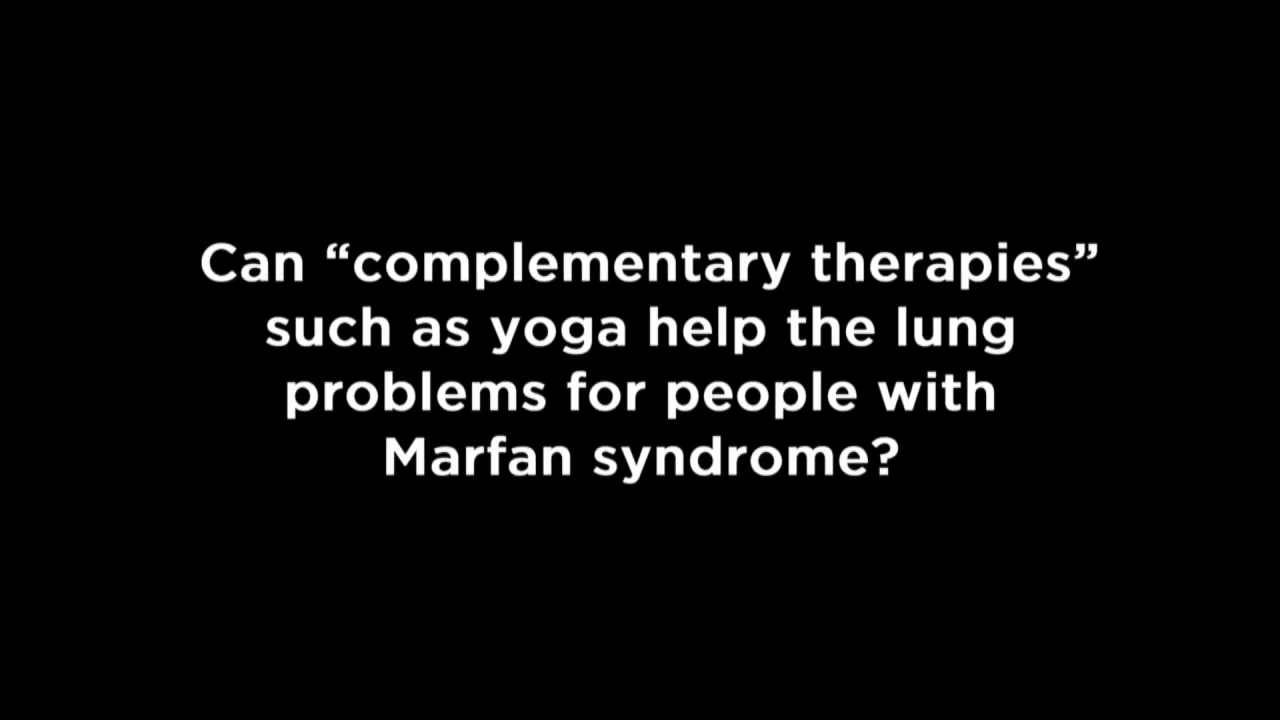 Can “complementary therapies”
such as yoga help the lung
problems for people with
Marfan syndrome?